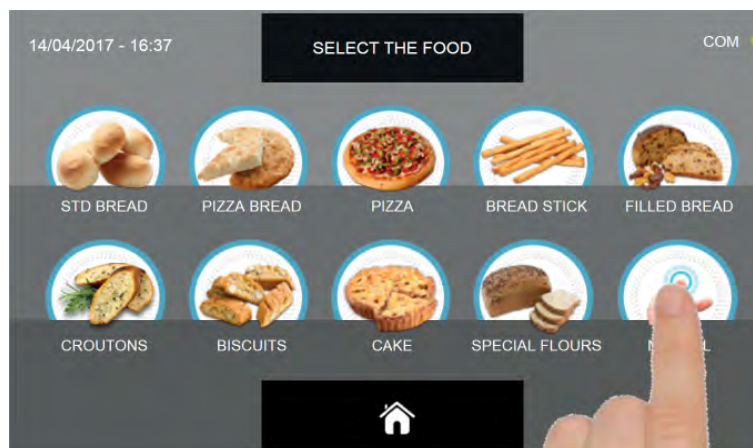 14/04/2017 - 16:37
SELECT THE FOOD
COM
STD BREAD
PIZZA BREAD
PIZZA
BREAD STICK
FILLED BREAD
CROUTONS
BISCUITS
CAKE
SPECIAL FLOURS